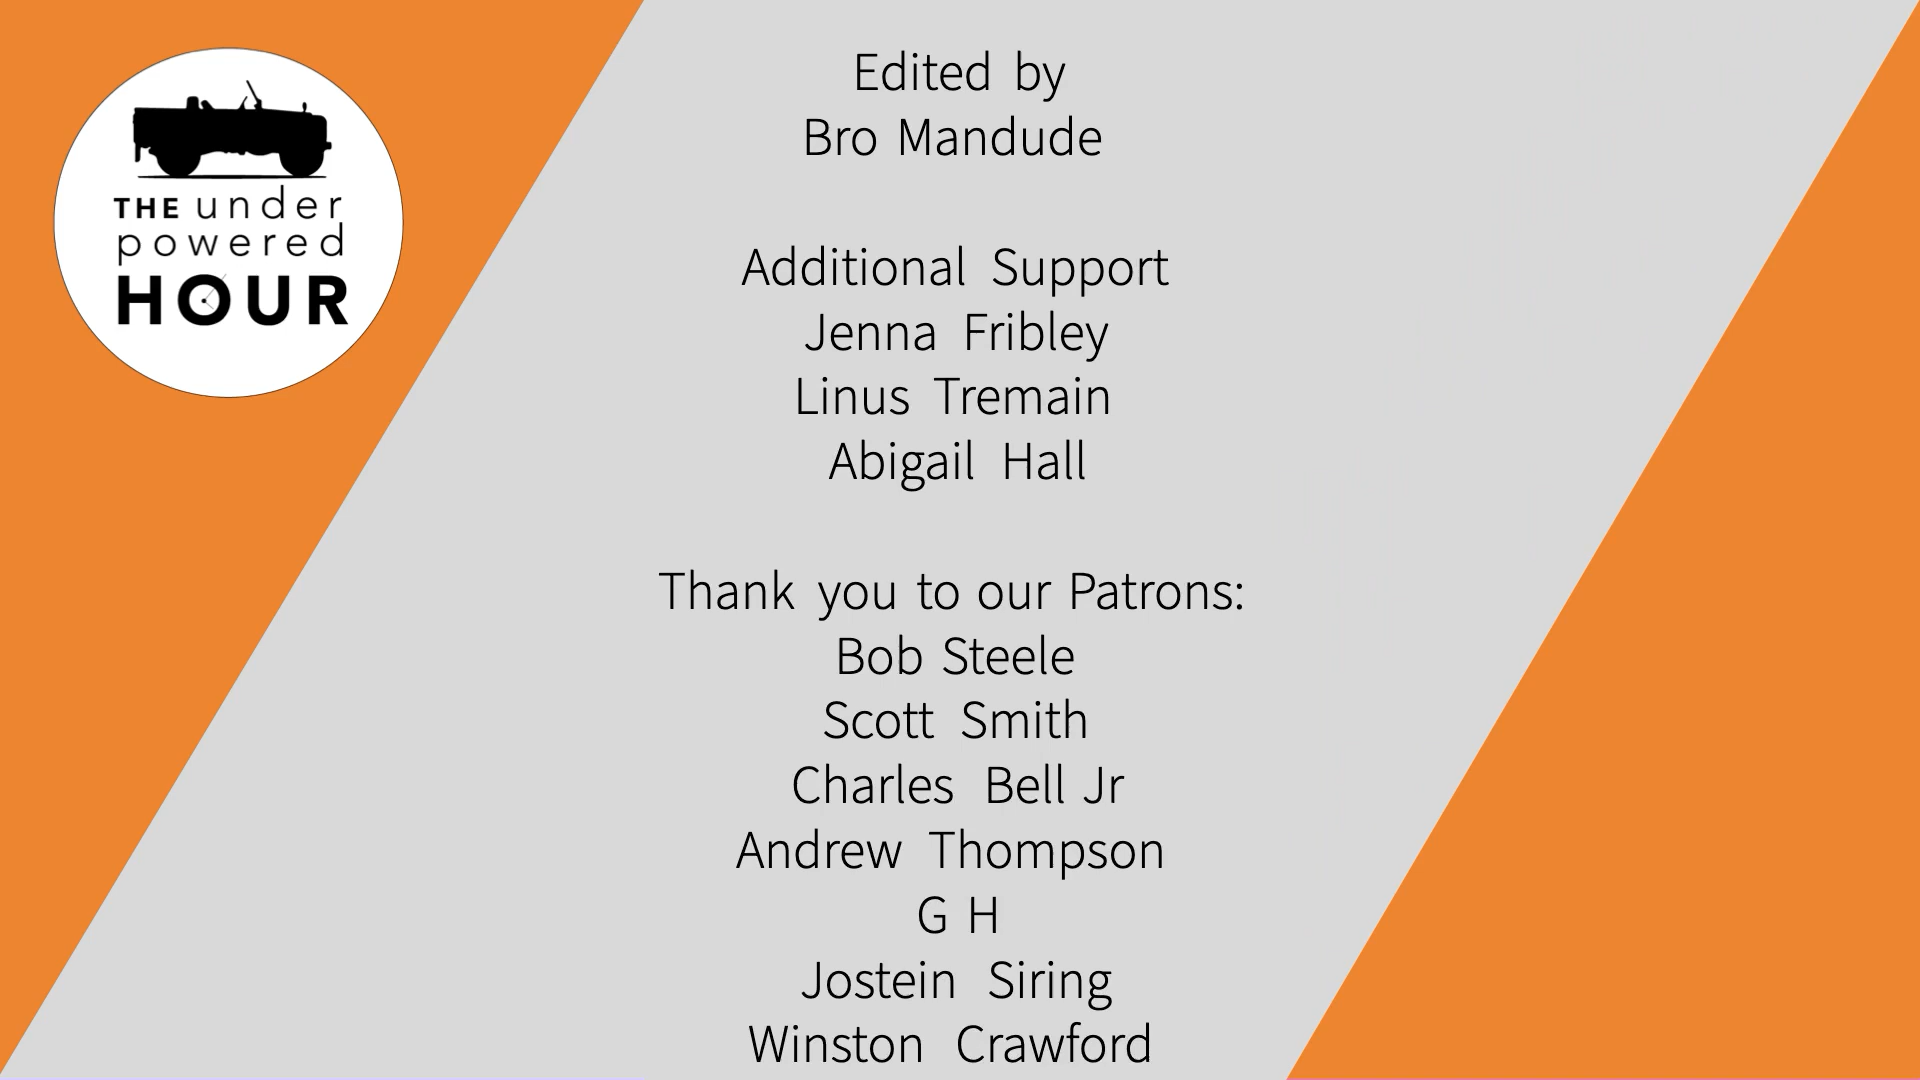 THE under
powered
HOUR
Edited by
Bro Mandude
Additional Support
Jenna Fribley
Linus Tremain
Abigail Hall
Thank you to our Patrons:
Bob Steele
Scott Smith
Charles Bell Jr
Andrew Thompson
G H
Jostein Siring
Winston Crawford